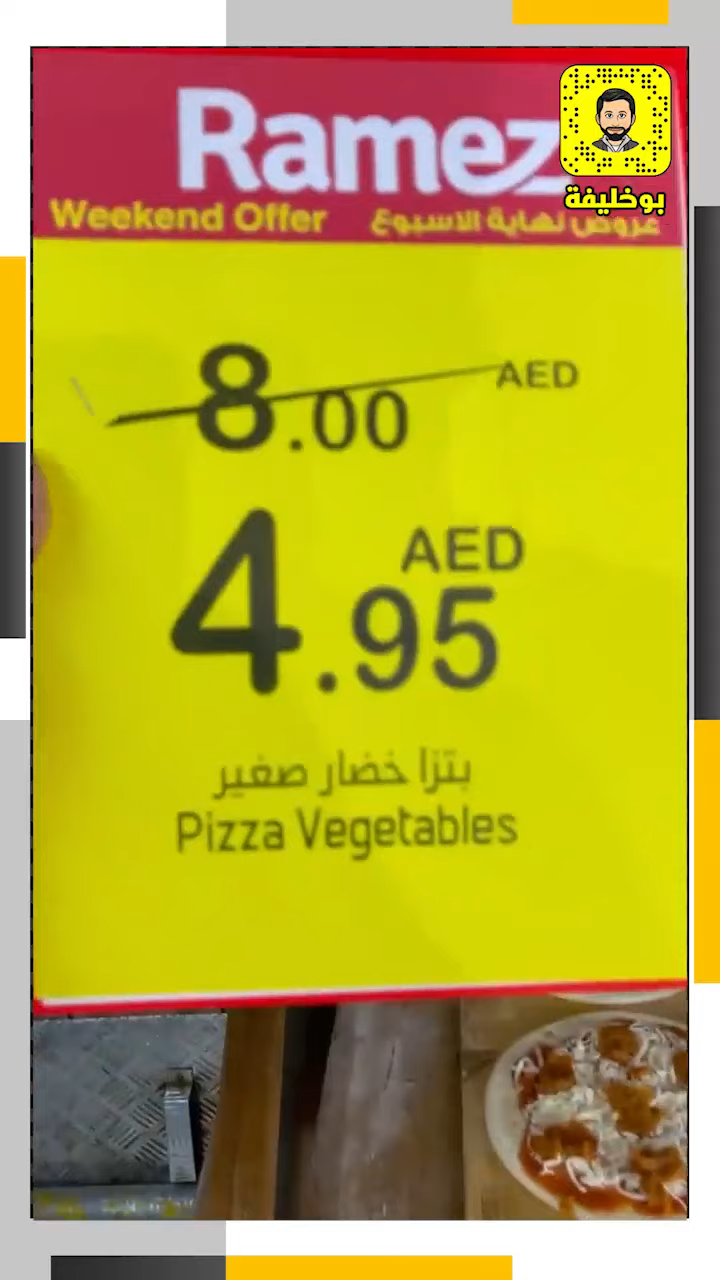 Ramez
بوخليفة
Weekend Offer عروض نهاية الاسبوع
8.00 AED
4.95 AED
بتزا خضار صغير
Pizza Vegetables